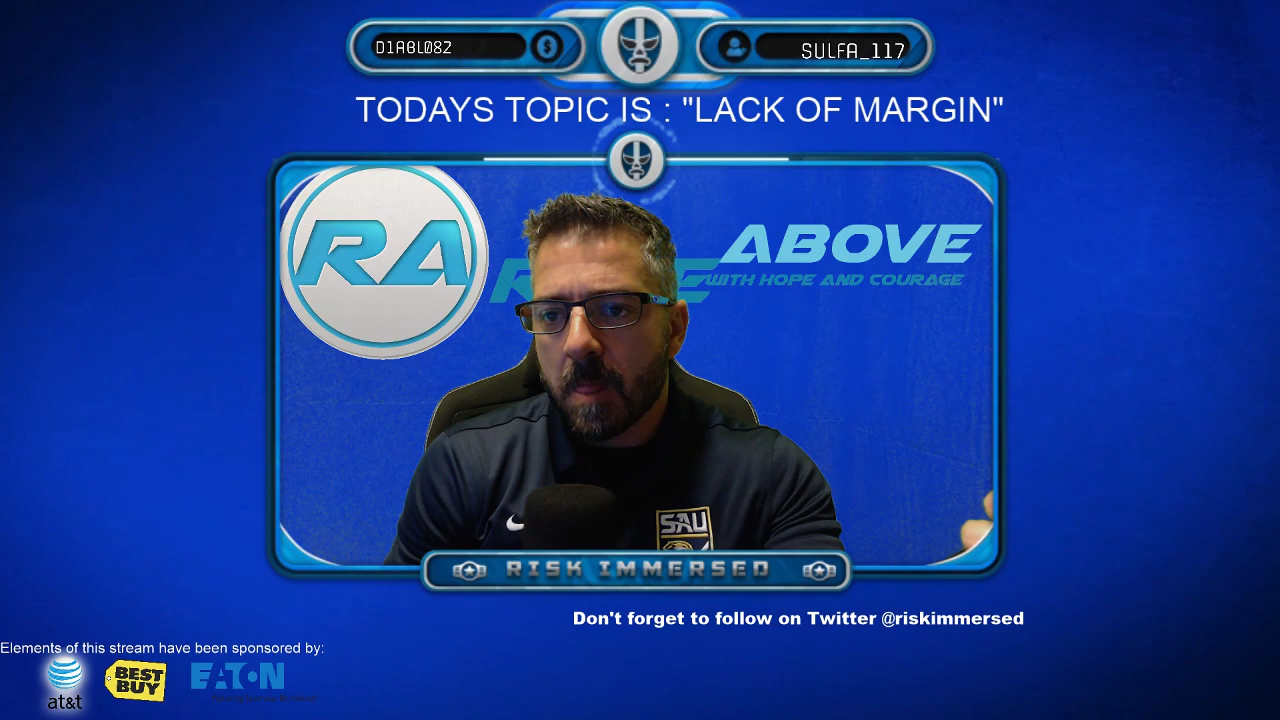 D1ABL082
SULFA_117
TODAYS TOPIC IS : "LACK OF MARGIN"
RA
ABOVE
WITH HOPE AND COURAGE
SAU
RISK IMMERSED
Don't forget to follow on Twitter @riskimmersed
Elements of this stream have been sponsored by:
at&t
BEST
BUY
EATON